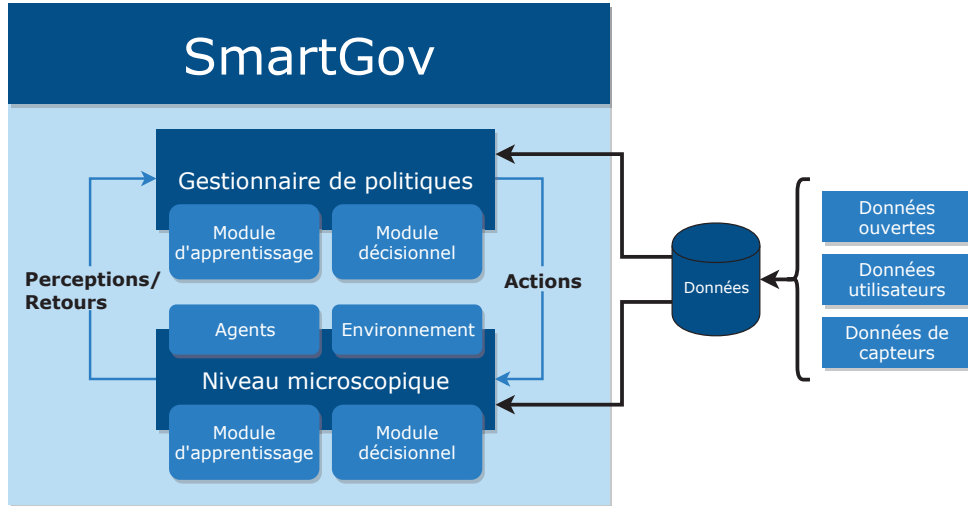 SmartGov
Gestionnaire de politiques
Module
d'apprentissage
Module
décisionnel
Perceptions/
Retours
Actions
Agents
Environnement
Niveau microscopique
Module
d'apprentissage
Module
décisionnel
Données
Données
ouvertes
Données
utilisateurs
Données de
capteurs